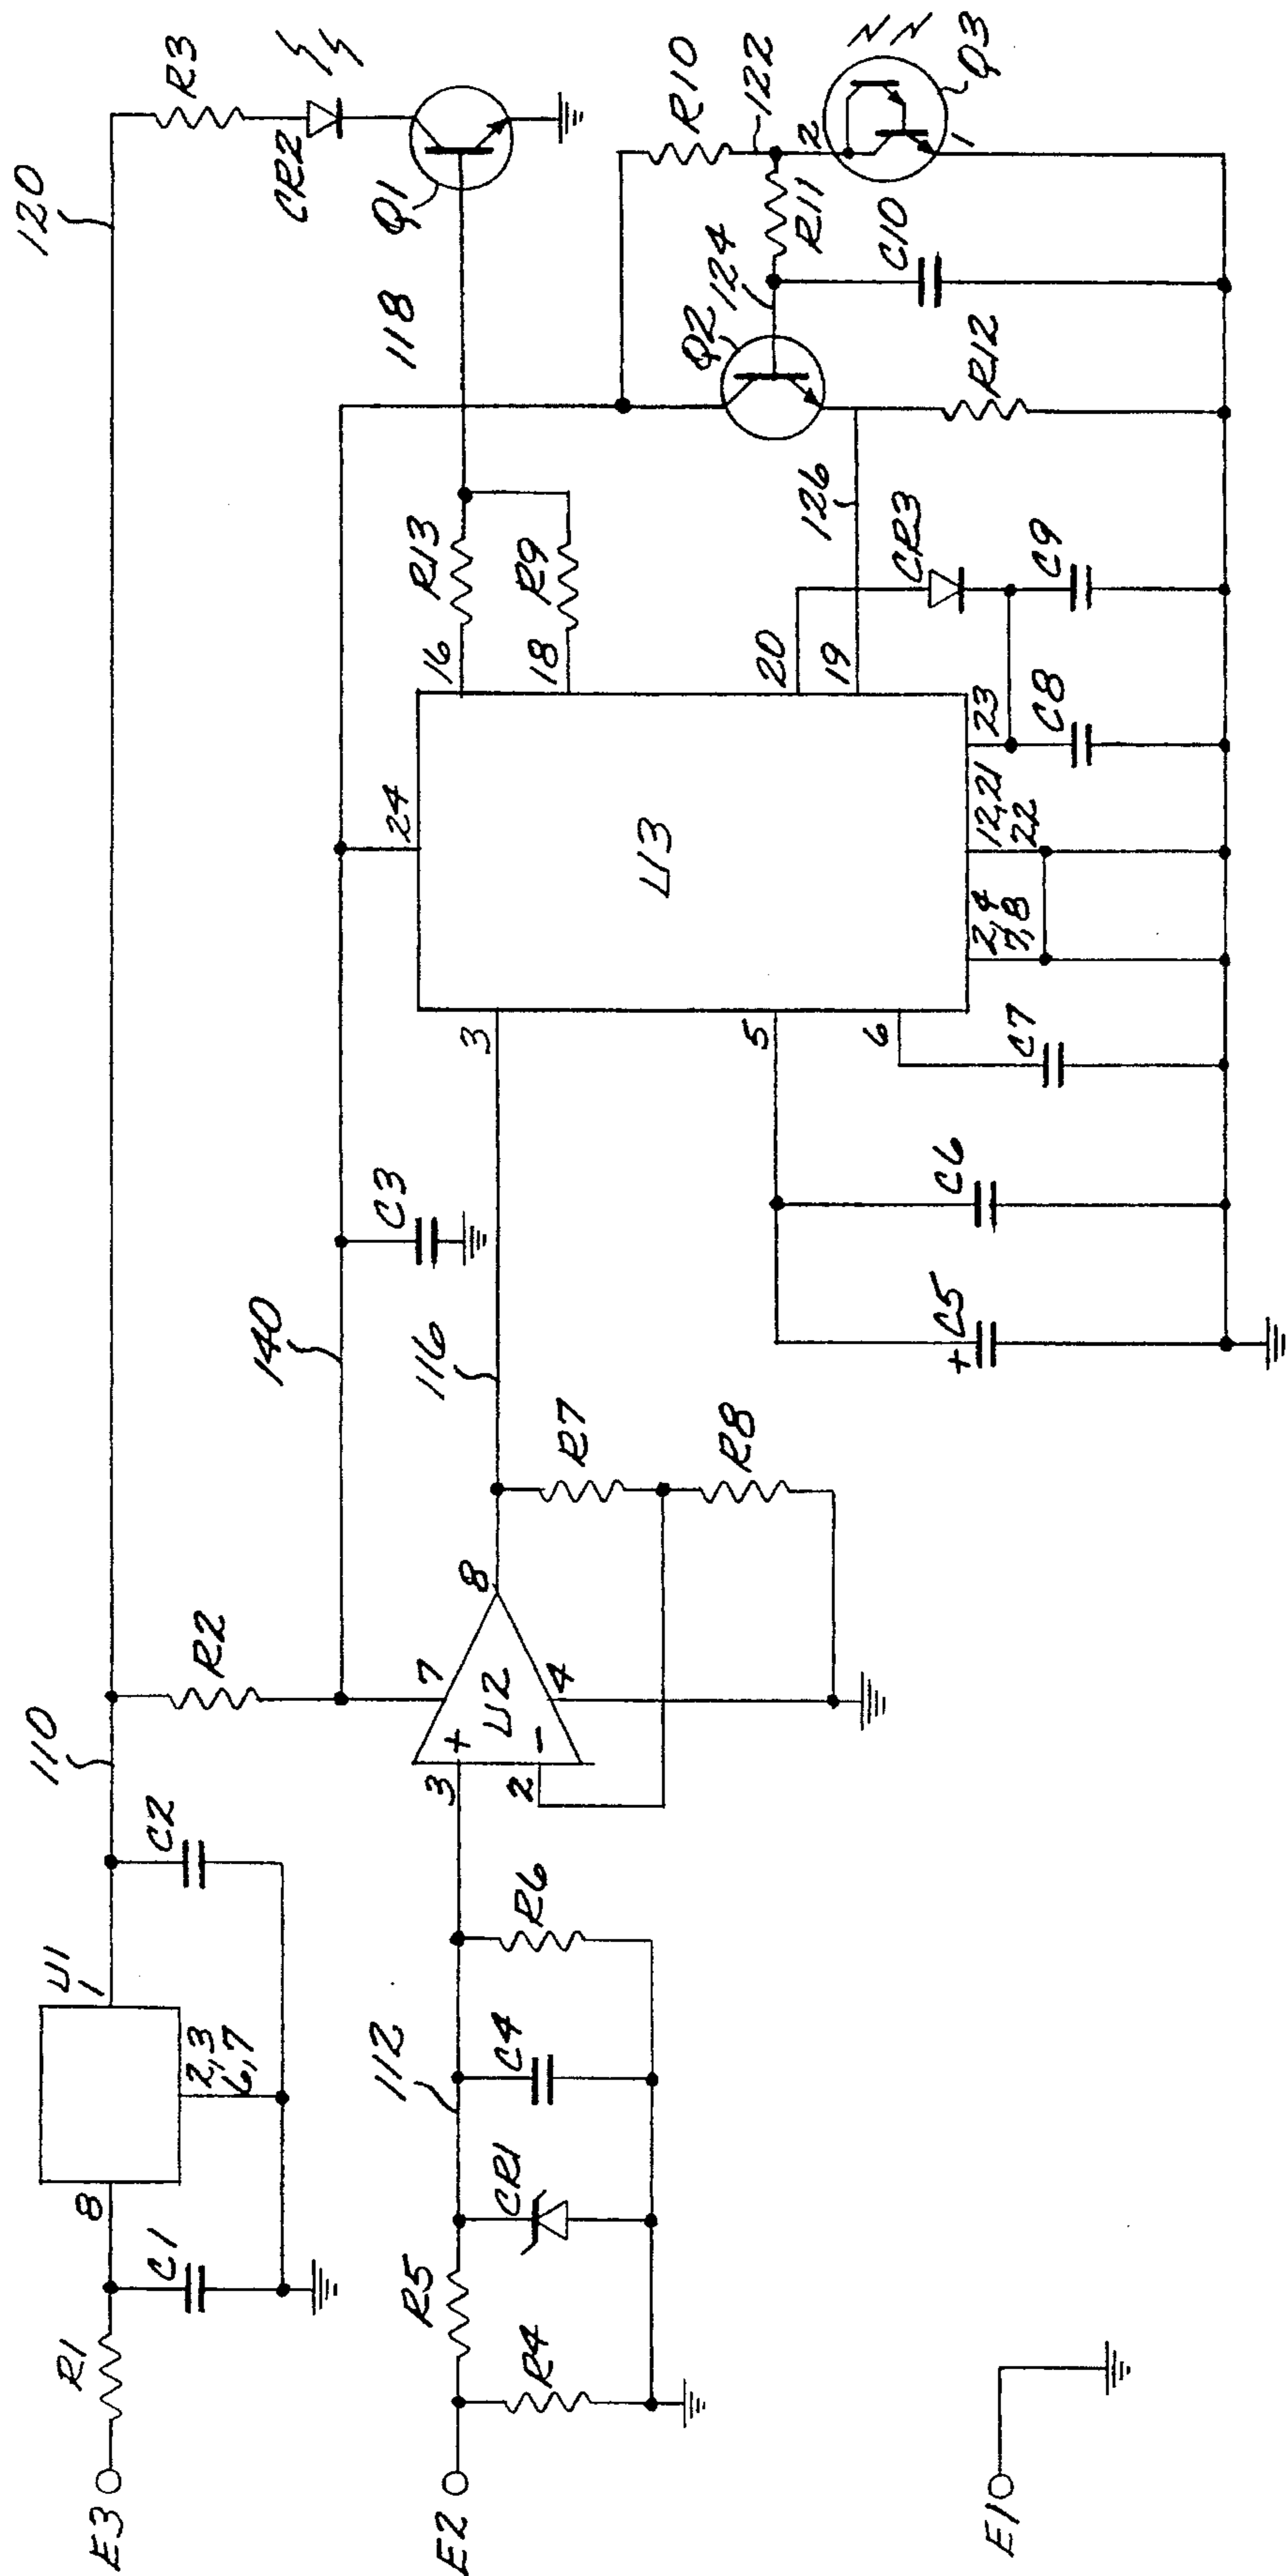 E3
R1
8
C1
U1
1
2,3
6,7
C2
110
R2
120
R3
CR2
Q1
118
E2
R5
R4
CR1
112
C4
R6
3
2
+
-
U2
7
4
8
R7
R8
116
140
C3
3
5
6
24
U3
16
18
20
19
R13
R9
2,4
7,8
12,21
22
23
C5
+
C6
C7
C8
C9
CR3
126
Q2
124
R12
C10
R11
R10
122
2
1
Q3
E1